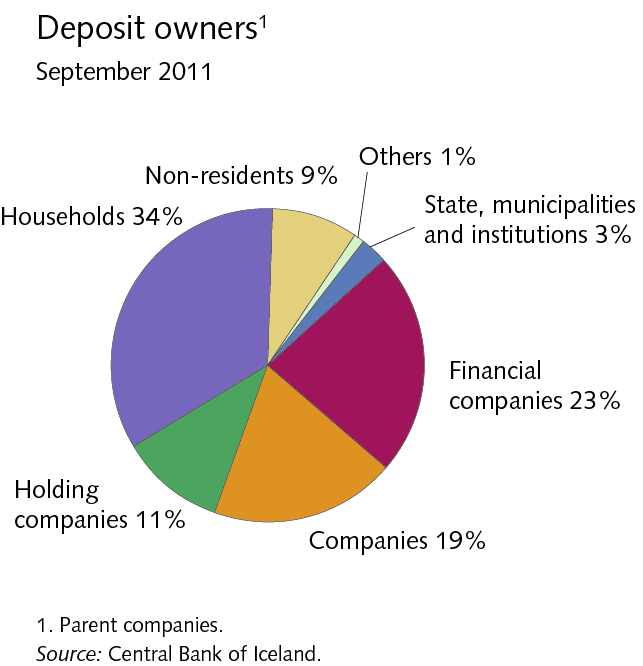 Deposit owners¹
September 2011
Others 1%
Non-residents 9%
Households 34%
State, municipalities
and institutions 3%
Financial
companies 23%
Holding
companies 11%
Companies 19%
1. Parent companies.
Source: Central Bank of Iceland.